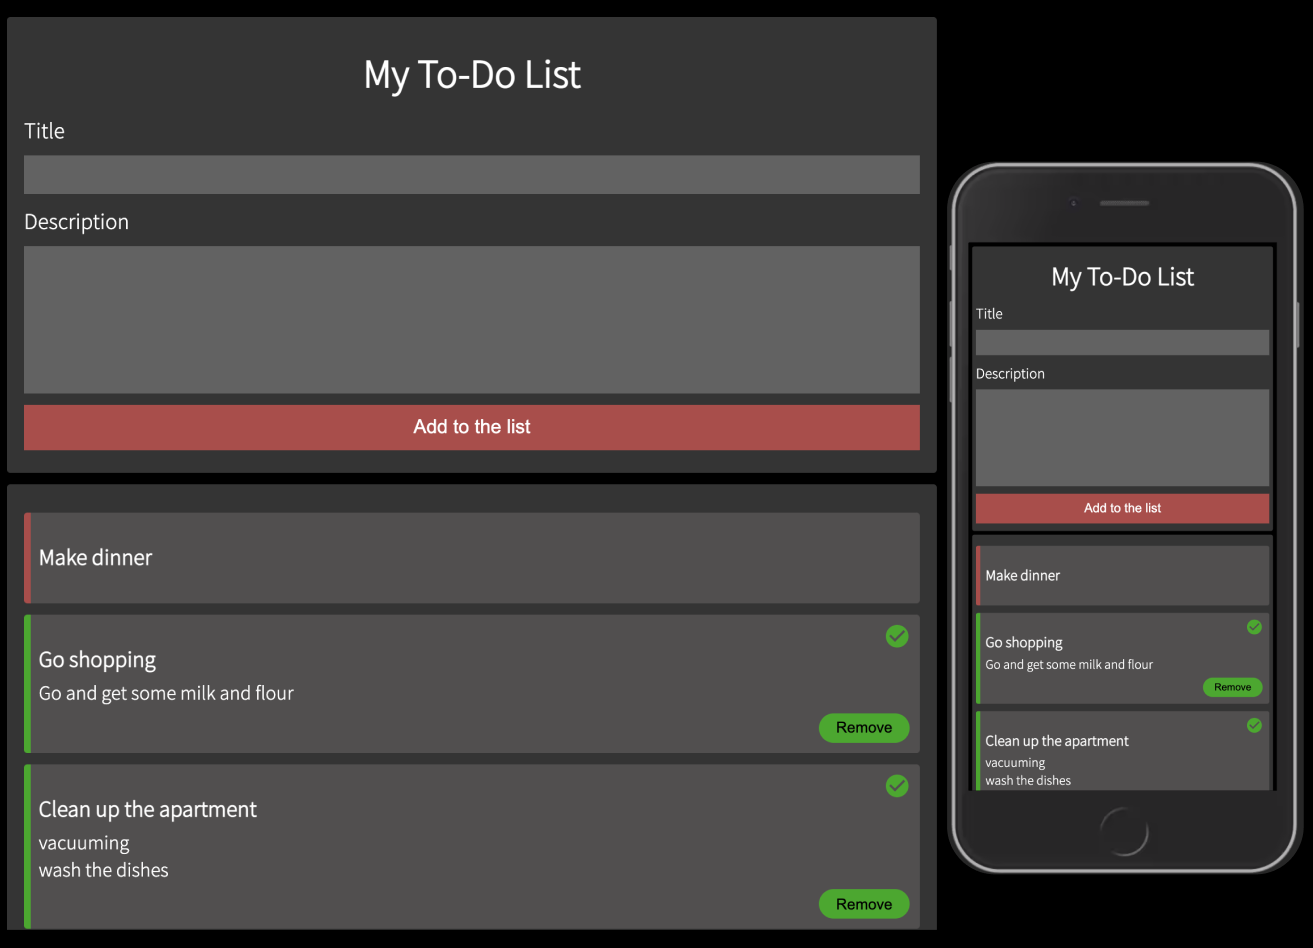 My To-Do List
Title
Description
Add to the list
Make dinner
Go shopping
Go and get some milk and flour
Remove
Clean up the apartment
vacuuming
wash the dishes
Remove
My To-Do List
Title
Description
Add to the list
Make dinner
Go shopping
Go and get some milk and flour
Remove
Clean up the apartment
vacuuming
wash the dishes